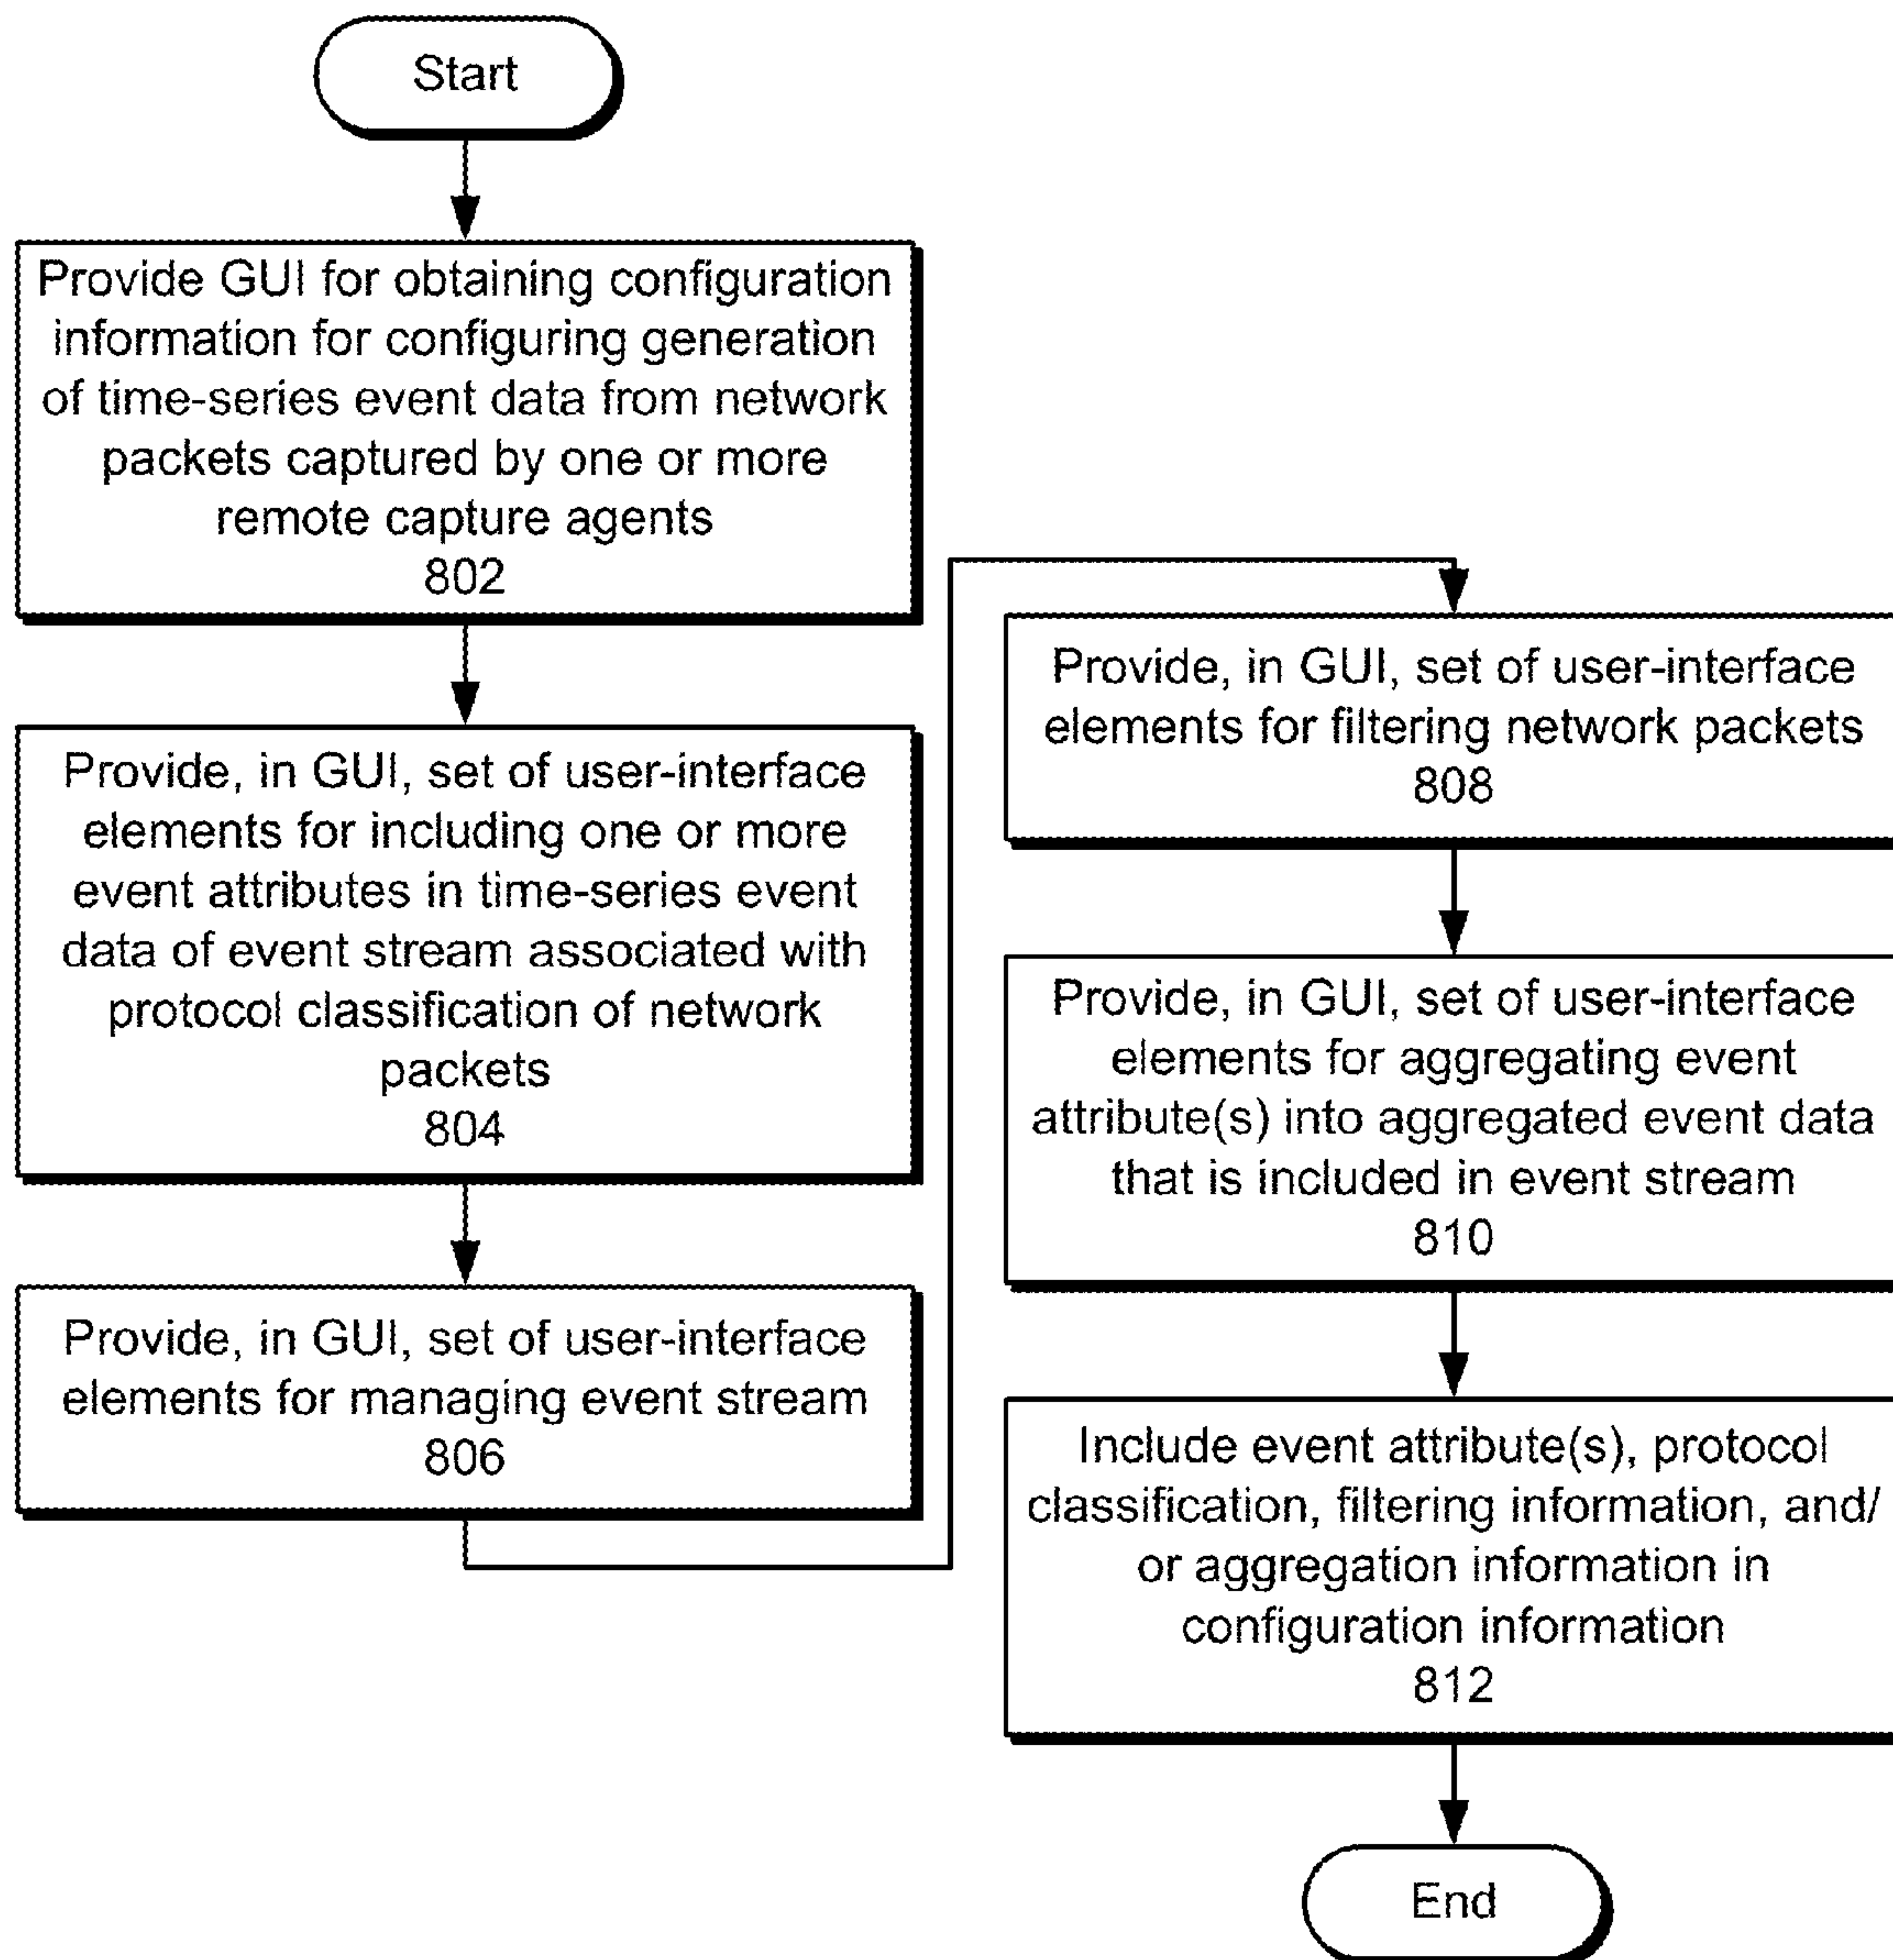 Start
Provide GUI for obtaining configuration
information for configuring generation
of time-series event data from network
packets captured by one or more
remote capture agents
802
Provide, in GUI, set of user-interface
elements for including one or more
event attributes in time-series event
data of event stream associated with
protocol classification of network
packets
804
Provide, in GUI, set of user-interface
elements for managing event stream
806
Provide, in GUI, set of user-interface
elements for filtering network packets
808
Provide, in GUI, set of user-interface
elements for aggregating event
attribute(s) into aggregated event data
that is included in event stream
810
Include event attribute(s), protocol
classification, filtering information, and/
or aggregation information in
configuration information
812
End